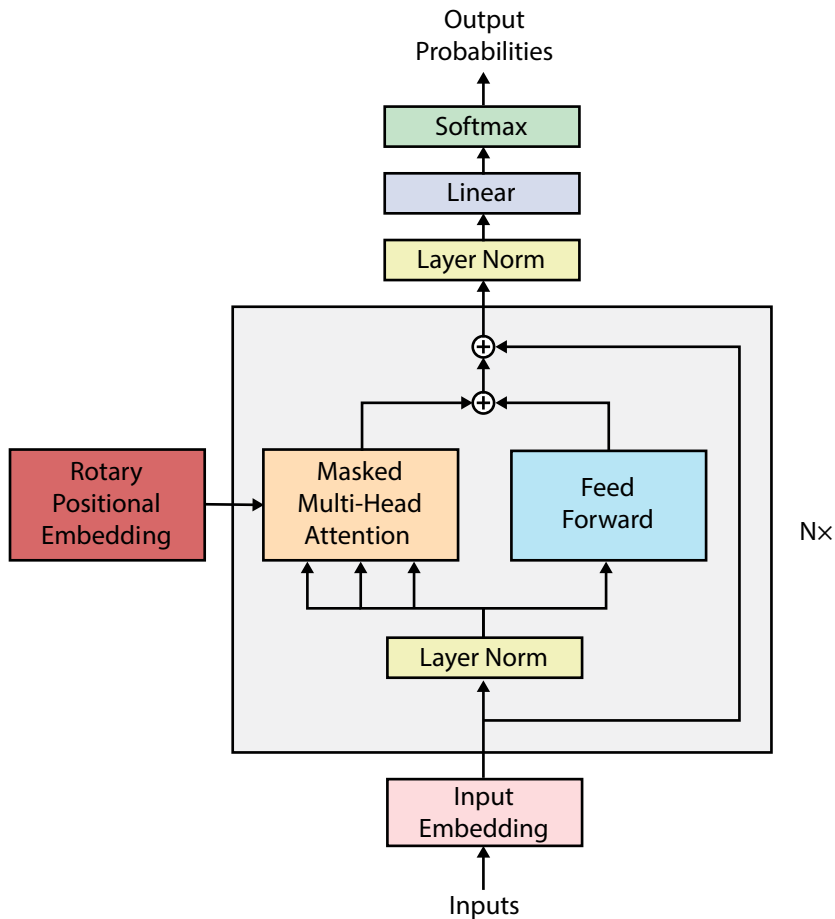 Output
Probabilities
Softmax
Linear
Layer Norm
+
+
Rotary
Positional
Embedding
Masked
Multi-Head
Attention
Feed
Forward
N×
Layer Norm
Input
Embedding
Inputs